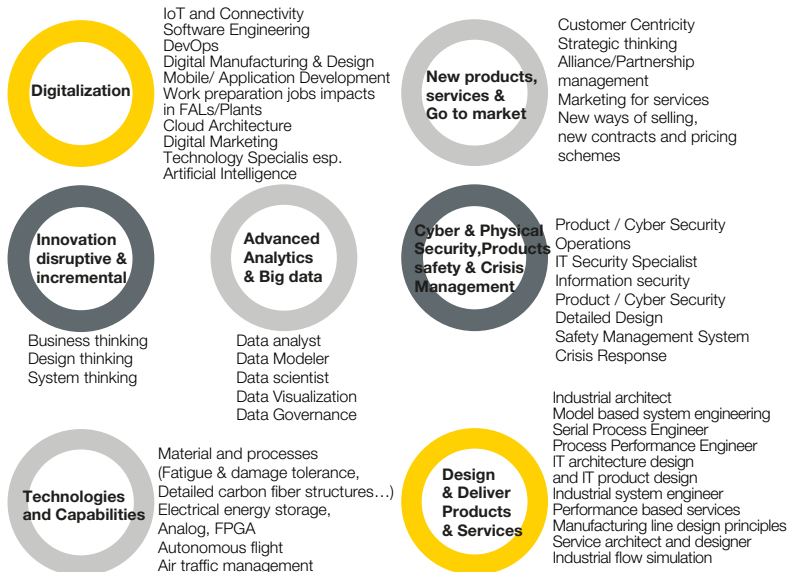 Digitalization
IoT and Connectivity
Software Engineering
DevOps
Digital Manufacturing & Design
Mobile/ Application Development
Work preparation jobs impacts
in FALs/Plants
Cloud Architecture
Digital Marketing
Technology Specialis esp.
Artificial Intelligence
New products,
services &
Go to market
Customer Centricity
Strategic thinking
Alliance/Partnership
management
Marketing for services
New ways of selling,
new contracts and pricing
schemes
Innovation
disruptive &
incremental
Business thinking
Design thinking
System thinking
Advanced
Analytics
& Big data
Data analyst
Data Modeler
Data scientist
Data Visualization
Data Governance
Cyber & Physical
Security,Products
safety & Crisis
Management
Product / Cyber Security
Operations
IT Security Specialist
Information security
Product / Cyber Security
Detailed Design
Safety Management System
Crisis Response
Technologies
and Capabilities
Material and processes
(Fatigue & damage tolerance,
Detailed carbon fiber structures…)
Electrical energy storage,
Analog, FPGA
Autonomous flight
Air traffic management
Design
& Deliver
Products
& Services
Industrial architect
Model based system engineering
Serial Process Engineer
Process Performance Engineer
IT architecture design
and IT product design
Industrial system engineer
Performance based services
Manufacturing line design principles
Service architect and designer
Industrial flow simulation